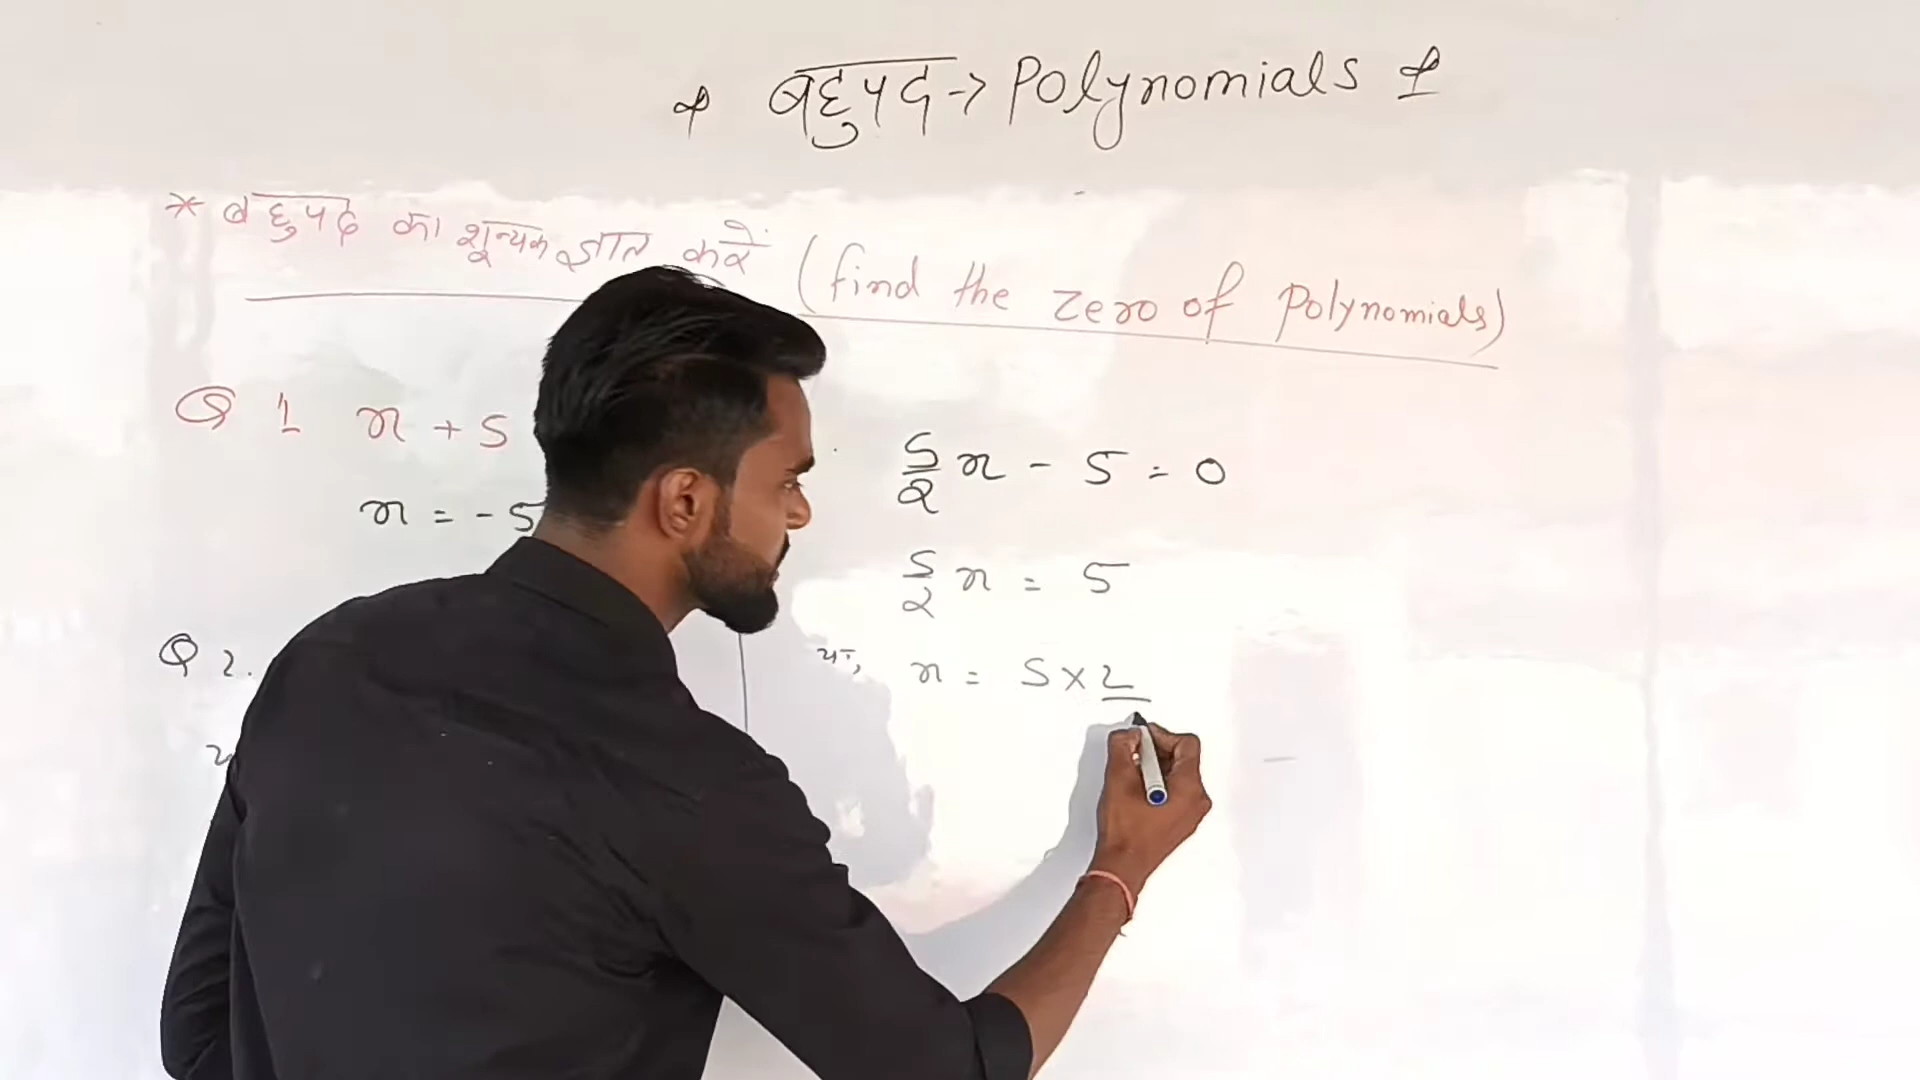 बहुपद -> Polynomials
* बहुपद का शून्यक ज्ञात करें (find the zero of polynomials)
Q 1 x + 5
x = - 5
Q 2.
5/2 x - 5 = 0
5/2 x = 5
या, x = 5 × 2